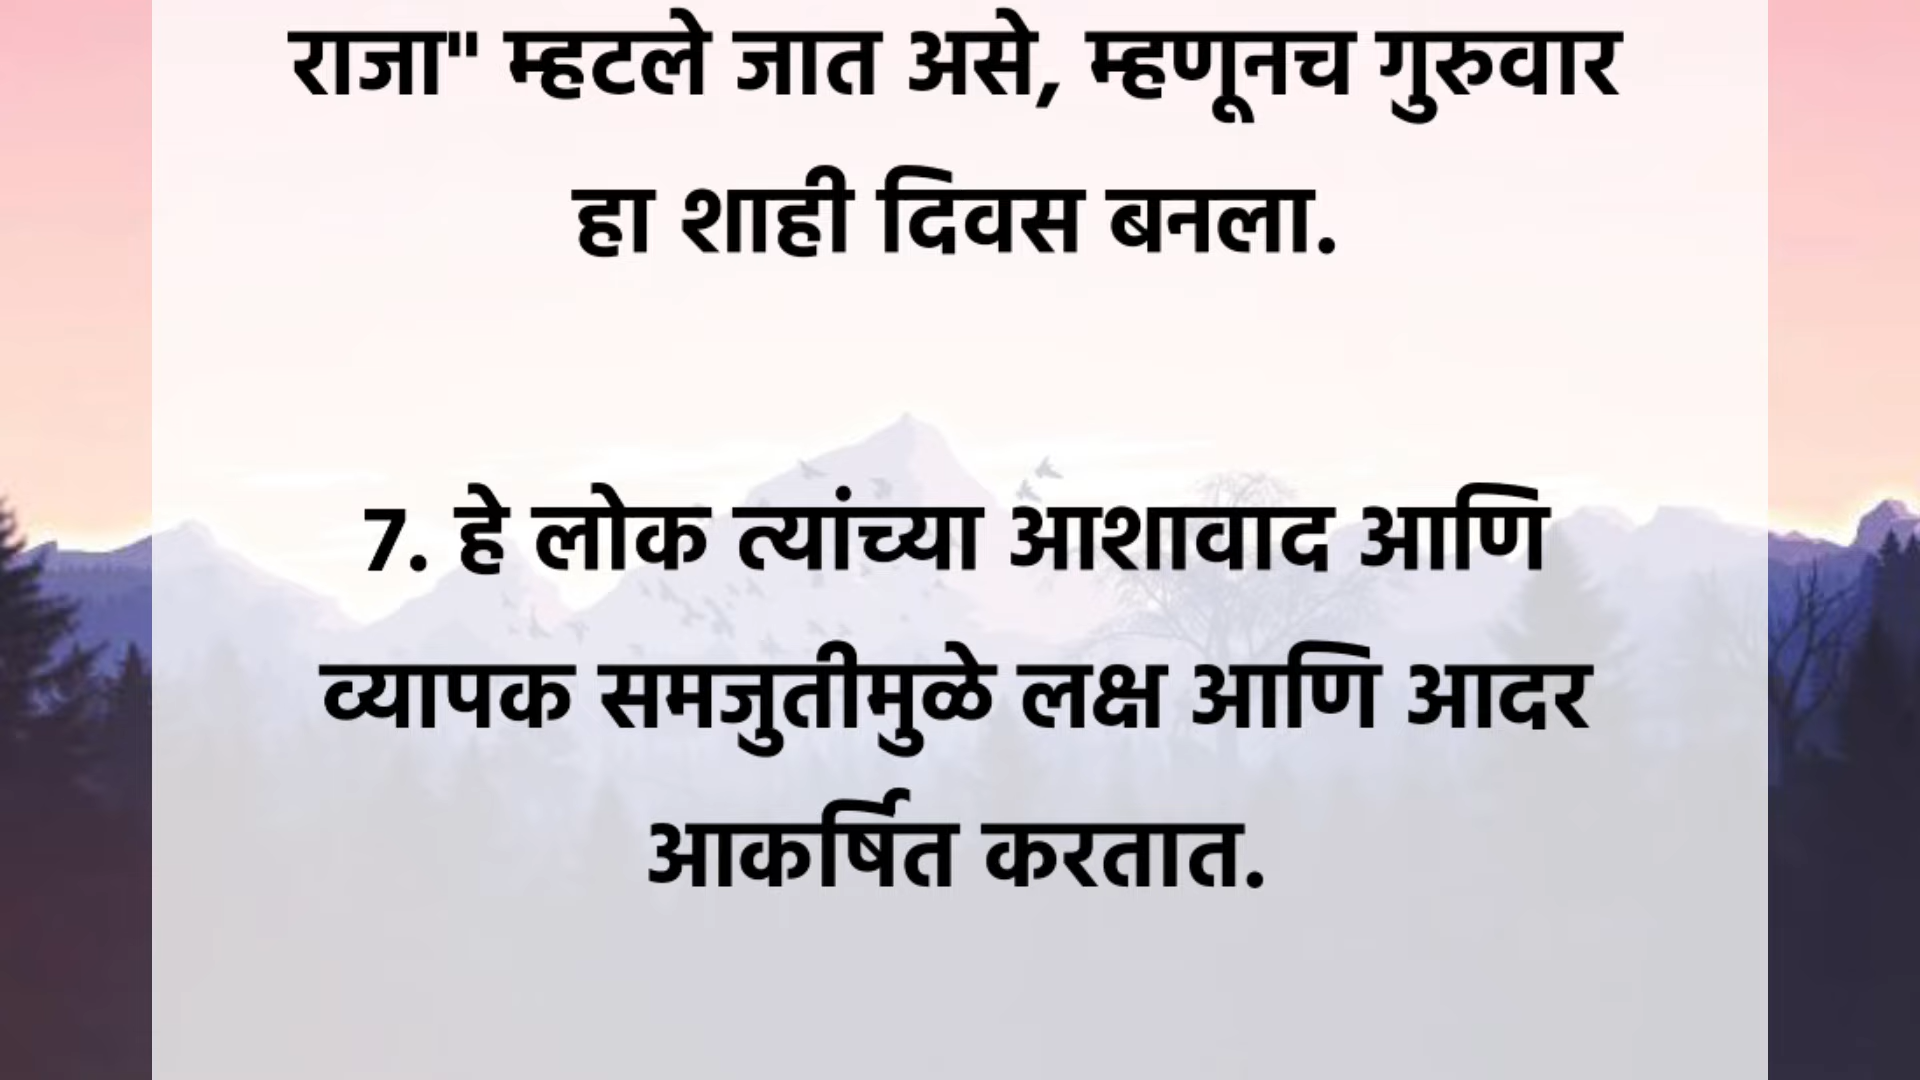 राजा" म्हटले जात असे, म्हणूनच गुरुवार
हा शाही दिवस बनला.
7. हे लोक त्यांच्या आशावाद आणि
व्यापक समजुतीमुळे लक्ष आणि आदर
आकर्षित करतात.